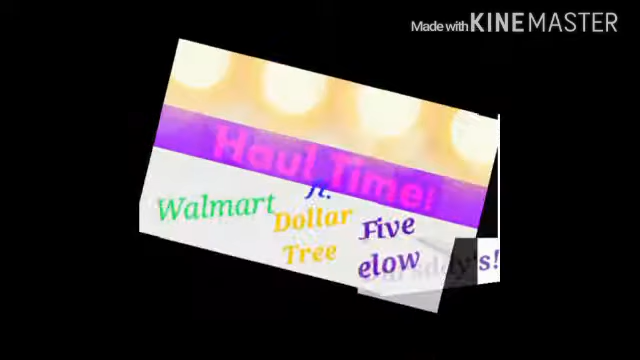 Made with KINEMASTER
Haul Time!
ft.
Walmart
Dollar
Tree
Five
elow
's!